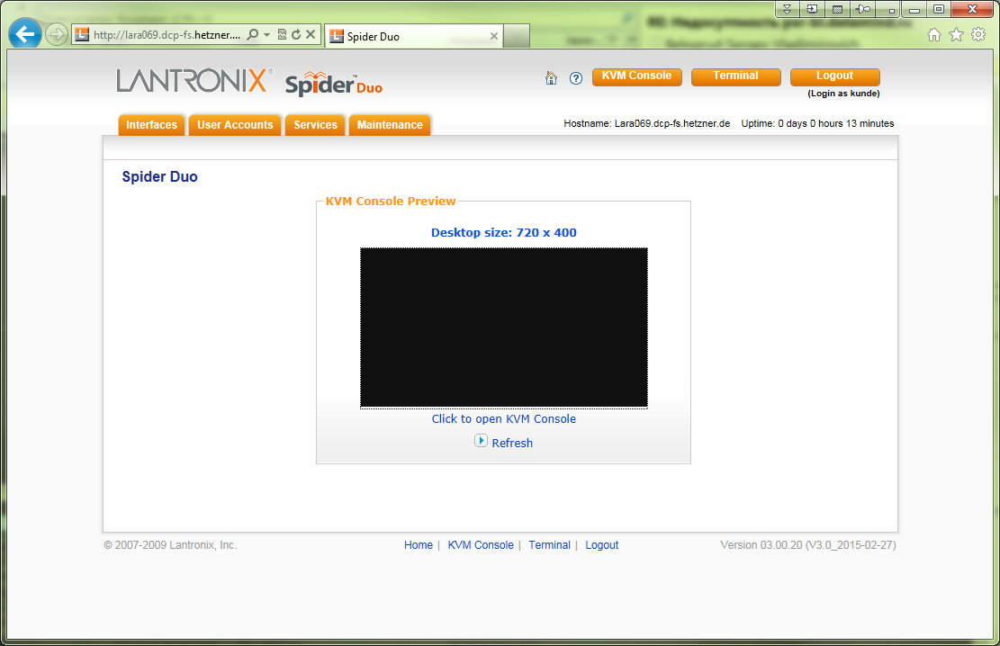 http://lara069.dcp-fs.hetzner....
Spider Duo
LANTRONIX® Spider™ Duo
KVM Console
Terminal
Logout
(Login as kunde)
Interfaces
User Accounts
Services
Maintenance
Hostname: Lara069.dcp-fs.hetzner.de Uptime: 0 days 0 hours 13 minutes
Spider Duo
KVM Console Preview
Desktop size: 720 x 400
Click to open KVM Console
Refresh
© 2007-2009 Lantronix, Inc.
Home | KVM Console | Terminal | Logout
Version 03.00.20 (V3.0_2015-02-27)